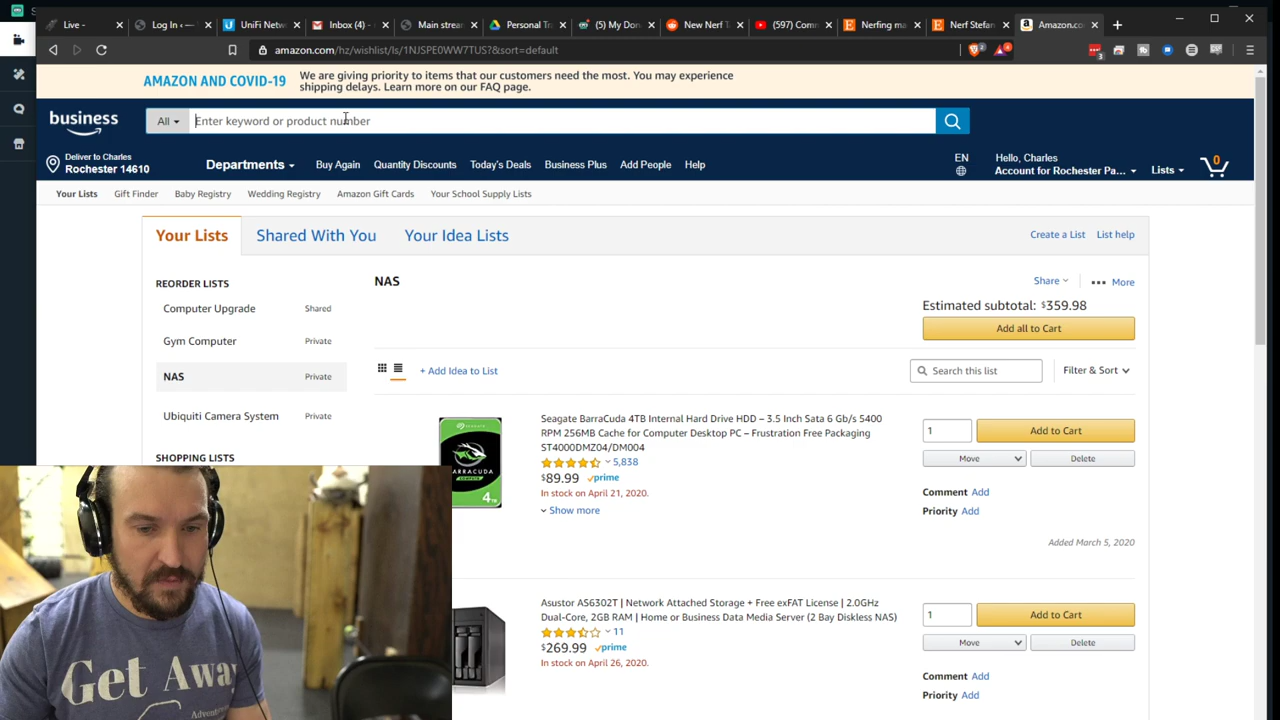 Live -
Log In ‹
UniFi Netw
Inbox (4) -
Main strear
Personal Tra
(5) My Don
New Nerf T
(597) Comm
Nerfing ma
Nerf Stefan
Amazon.co
amazon.com/hz/wishlist/ls/1NJSPE0WW7TUS?&sort=default
AMAZON AND COVID-19
We are giving priority to items that our customers need the most. You may experience
shipping delays. Learn more on our FAQ page.
business
All
Enter keyword or product number
Deliver to Charles
Rochester 14610
Departments
Buy Again
Quantity Discounts
Today's Deals
Business Plus
Add People
Help
EN
Hello, Charles
Account for Rochester Pa...
Lists
0
Your Lists
Gift Finder
Baby Registry
Wedding Registry
Amazon Gift Cards
Your School Supply Lists
Your Lists
Shared With You
Your Idea Lists
Create a List
List help
REORDER LISTS
Computer Upgrade Shared
Gym Computer Private
NAS Private
Ubiquiti Camera System Private
SHOPPING LISTS
NAS
Share
More
Estimated subtotal: $359.98
Add all to Cart
+ Add Idea to List
Search this list
Filter & Sort
BARRACUDA
4TB
Seagate BarraCuda 4TB Internal Hard Drive HDD – 3.5 Inch Sata 6 Gb/s 5400
RPM 256MB Cache for Computer Desktop PC – Frustration Free Packaging
ST4000DMZ04/DM004
5,838
$89.99 prime
In stock on April 21, 2020.
Show more
1
Add to Cart
Move
Delete
Comment Add
Priority Add
Added March 5, 2020
Asustor AS6302T | Network Attached Storage + Free exFAT License | 2.0GHz
Dual-Core, 2GB RAM | Home or Business Data Media Server (2 Bay Diskless NAS)
11
$269.99 prime
In stock on April 26, 2020.
1
Add to Cart
Move
Delete
Comment Add
Priority Add
Get Away